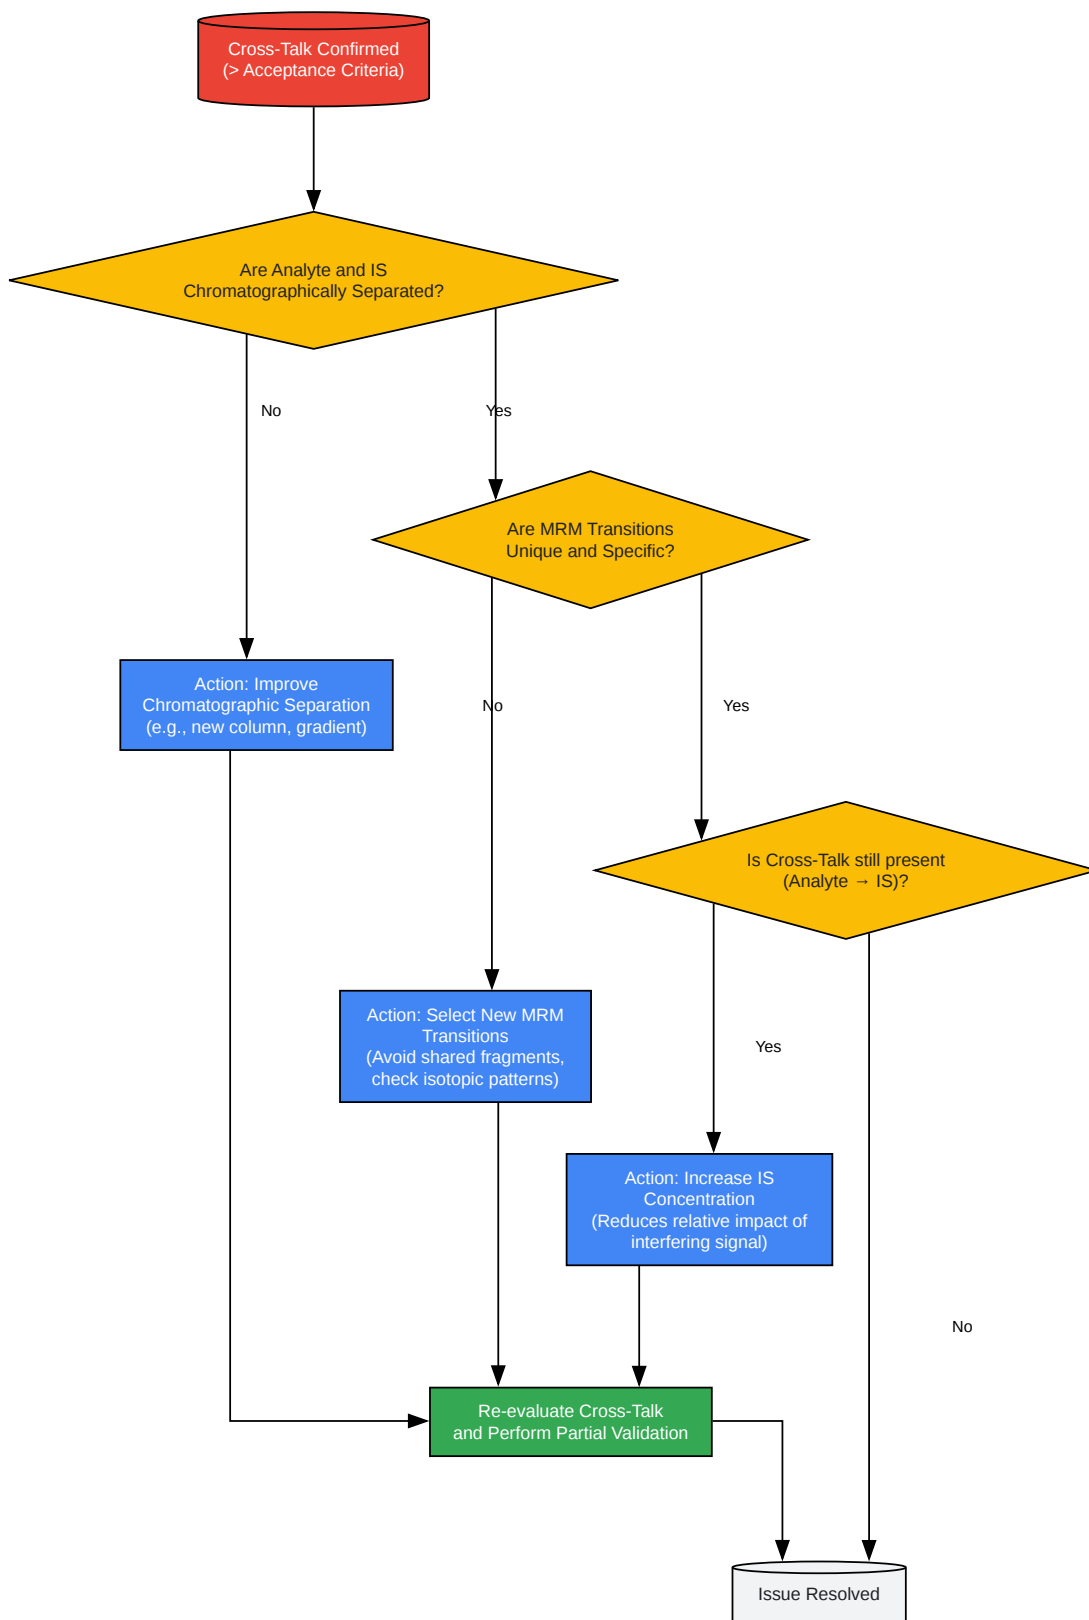 Cross-Talk Confirmed
(> Acceptance Criteria)
Are Analyte and IS
Chromatographically Separated?
No
Yes
Are MRM Transitions
Unique and Specific?
Action: Improve
Chromatographic Separation
(e.g., new column, gradient)
No
Yes
Is Cross-Talk still present
(Analyte → IS)?
Action: Select New MRM
Transitions
(Avoid shared fragments,
check isotopic patterns)
Yes
Action: Increase IS
Concentration
(Reduces relative impact of
interfering signal)
No
Re-evaluate Cross-Talk
and Perform Partial Validation
Issue Resolved